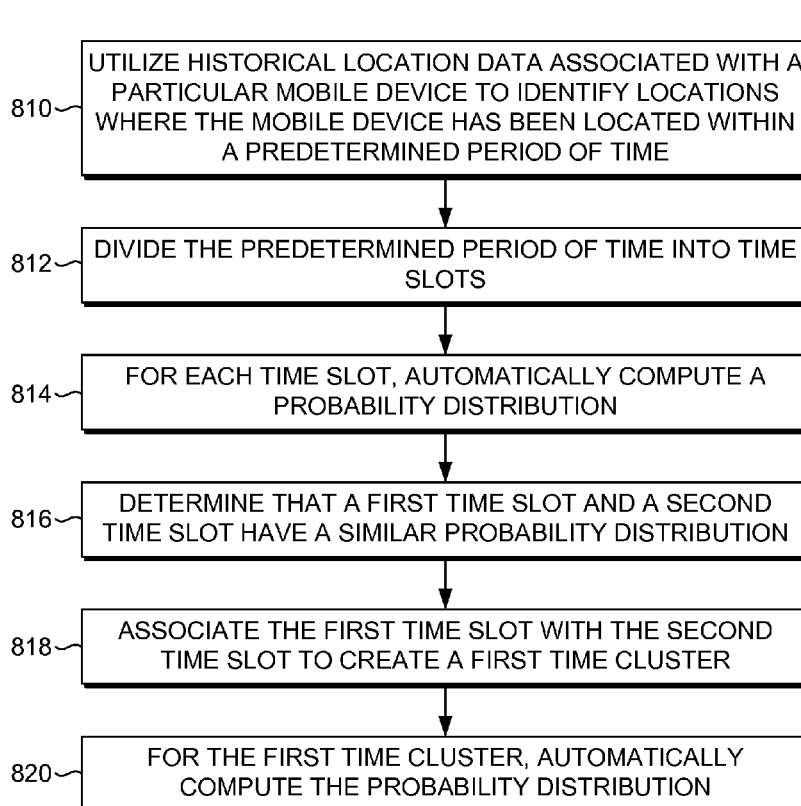 UTILIZE HISTORICAL LOCATION DATA ASSOCIATED WITH A
810 PARTICULAR MOBILE DEVICE TO IDENTIFY LOCATIONS
WHERE THE MOBILE DEVICE HAS BEEN LOCATED WITHIN
A PREDETERMINED PERIOD OF TIME
812 DIVIDE THE PREDETERMINED PERIOD OF TIME INTO TIME
SLOTS
814 FOR EACH TIME SLOT, AUTOMATICALLY COMPUTE A
PROBABILITY DISTRIBUTION
816 DETERMINE THAT A FIRST TIME SLOT AND A SECOND
TIME SLOT HAVE A SIMILAR PROBABILITY DISTRIBUTION
818 ASSOCIATE THE FIRST TIME SLOT WITH THE SECOND
TIME SLOT TO CREATE A FIRST TIME CLUSTER
820 FOR THE FIRST TIME CLUSTER, AUTOMATICALLY
COMPUTE THE PROBABILITY DISTRIBUTION